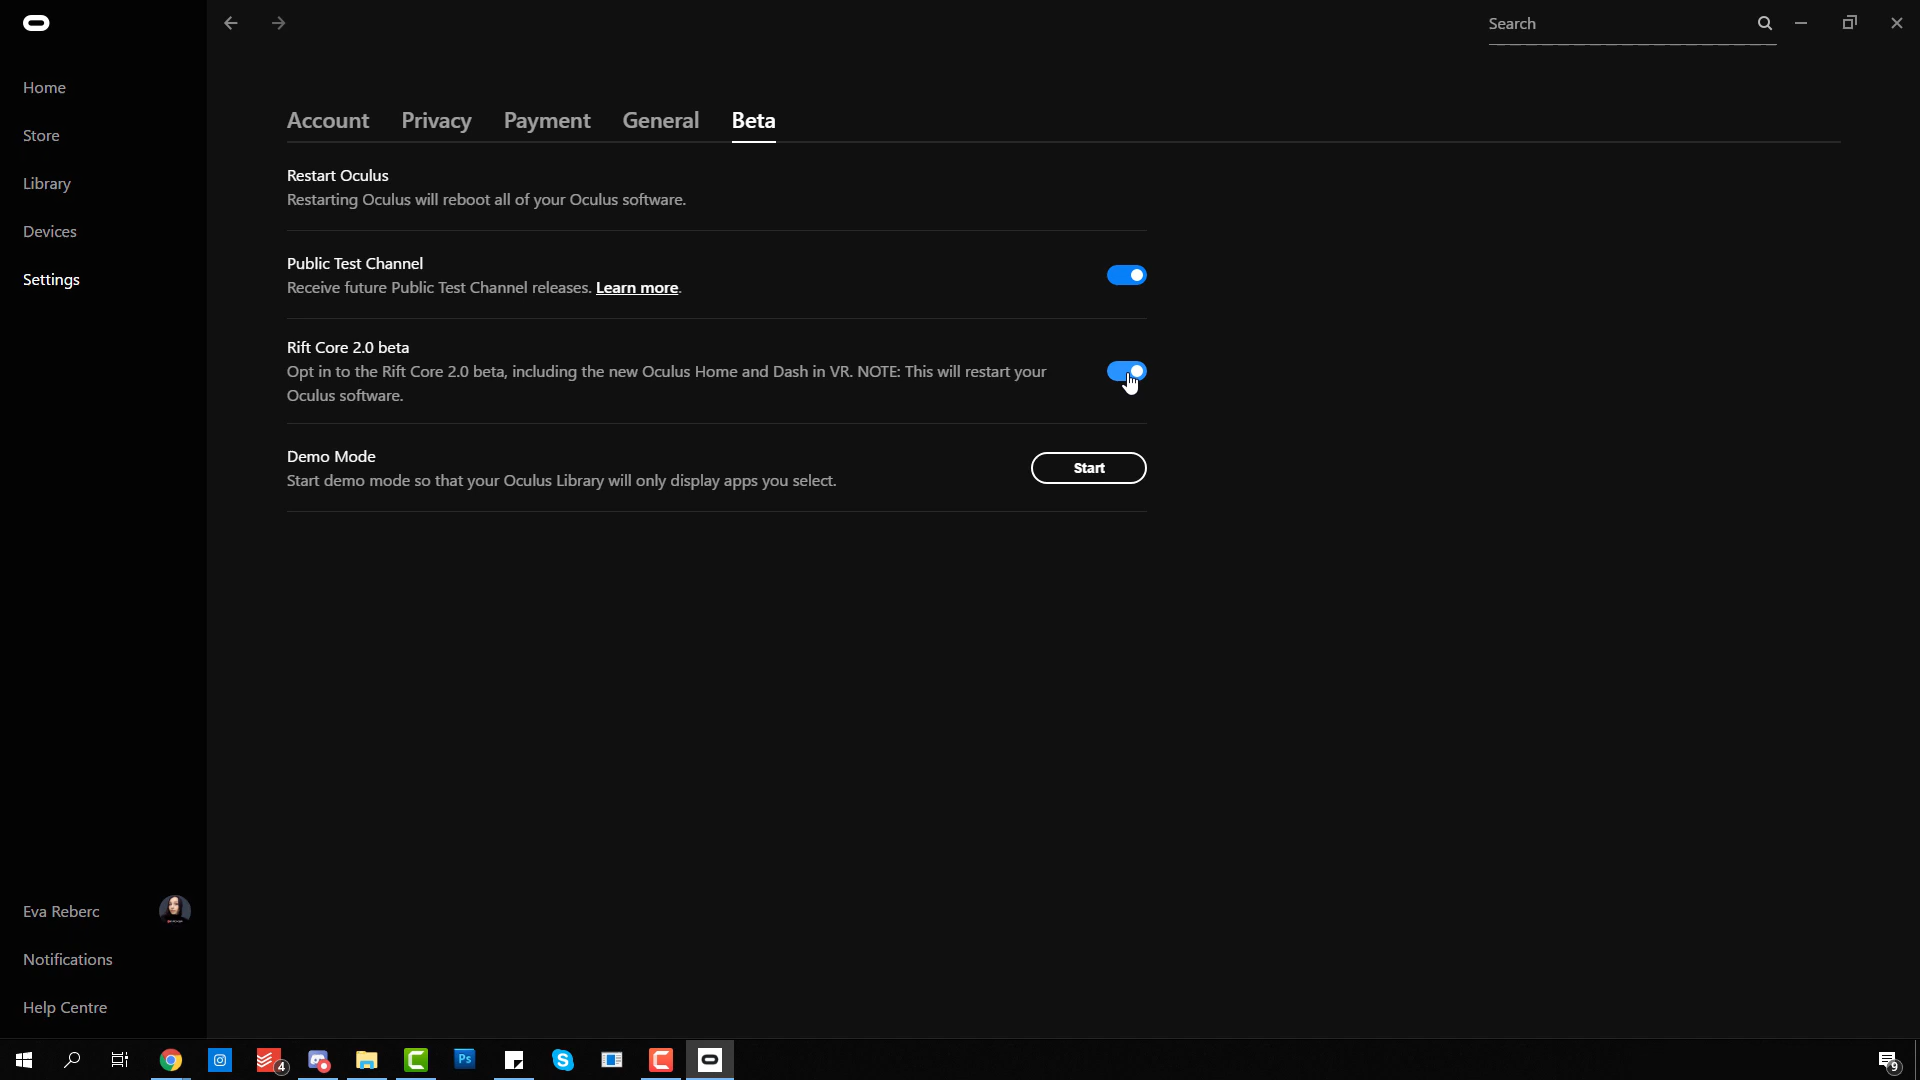 Search
Home
Store
Library
Devices
Settings
Account Privacy Payment General Beta
Restart Oculus
Restarting Oculus will reboot all of your Oculus software.
Public Test Channel
Receive future Public Test Channel releases. Learn more.
Rift Core 2.0 beta
Opt in to the Rift Core 2.0 beta, including the new Oculus Home and Dash in VR. NOTE: This will restart your
Oculus software.
Demo Mode
Start demo mode so that your Oculus Library will only display apps you select.
Start
Eva Reberc
Notifications
Help Centre
4
Ps
9